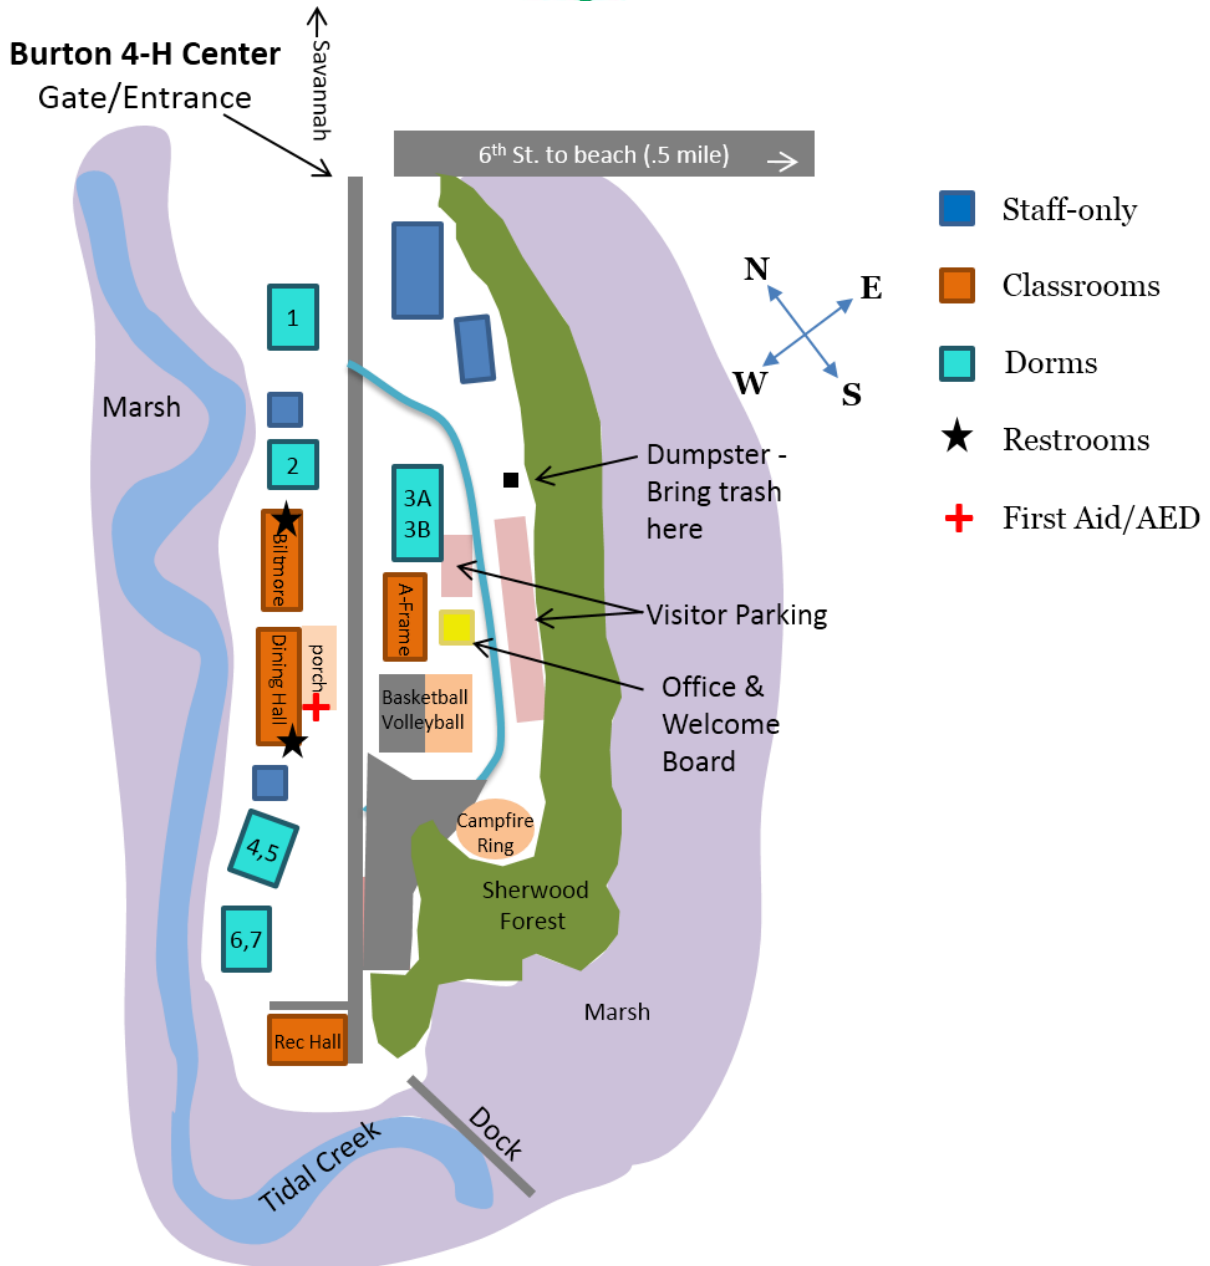 Savannah
Burton 4-H Center
Gate/Entrance
6th St. to beach (.5 mile)
Staff-only
Classrooms
Dorms
Restrooms
First Aid/AED
N
E
W
S
1
Marsh
2
3A
3B
Dumpster -
Bring trash
here
Biltmore
A-Frame
Visitor Parking
Dining Hall
porch
Basketball
Volleyball
Office &
Welcome
Board
Campfire
Ring
4,5
Sherwood
Forest
6,7
Marsh
Rec Hall
Dock
Tidal Creek